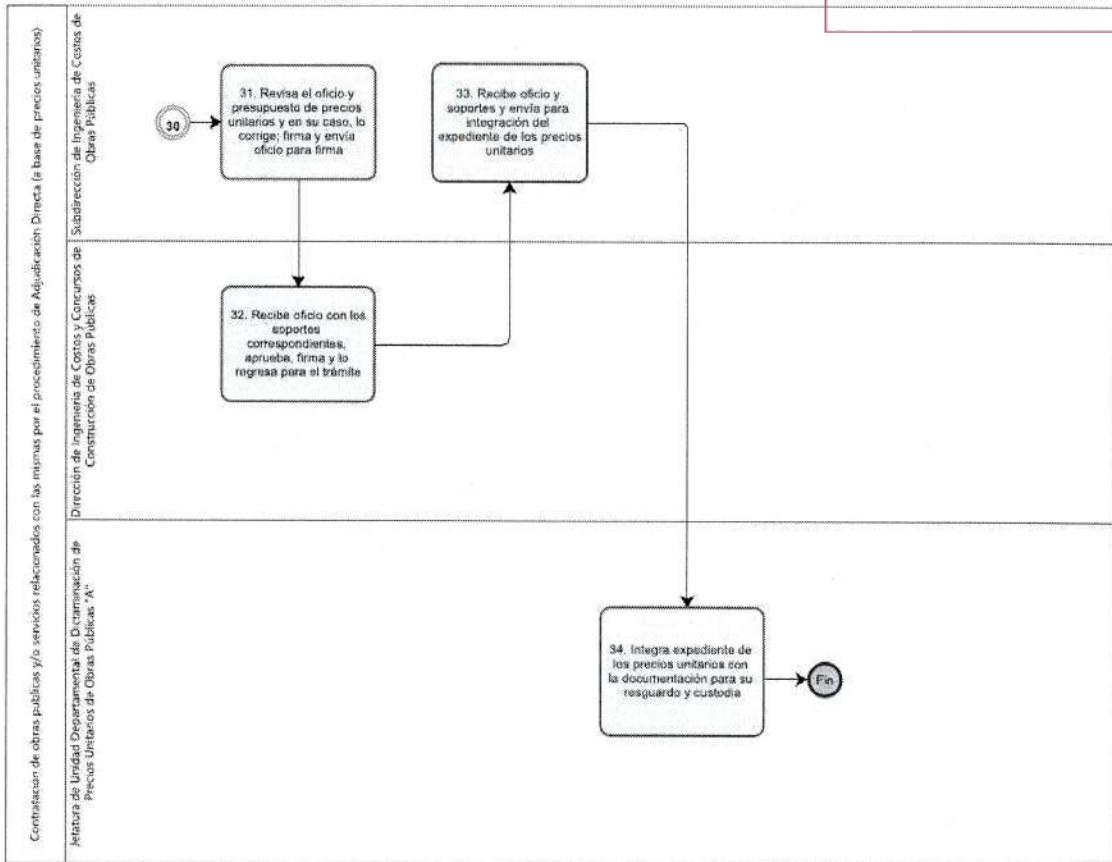 Contratación de obras públicas y/o servicios relacionados con las mismas por el procedimiento de Adjudicación Directa (a base de precios unitarios)
Subdirección de Ingeniería de Costos de
Obras Públicas
30
31. Revisa el oficio y
presupuesto de precios
unitarios y en su caso, lo
corrige; firma y envía
oficio para firma
33. Recibe oficio y
soportes y envía para
integración del
expediente de los precios
unitarios
Dirección de Ingeniería de Costos y Concursos de
Construcción de Obras Públicas
32. Recibe oficio con los
soportes
correspondientes,
aprueba, firma y lo
regresa para el trámite
Jefatura de Unidad Departamental de Dictaminación de
Precios Unitarios de Obras Públicas "A"
34. Integra expediente de
los precios unitarios con
la documentación para su
resguardo y custodia
Fin